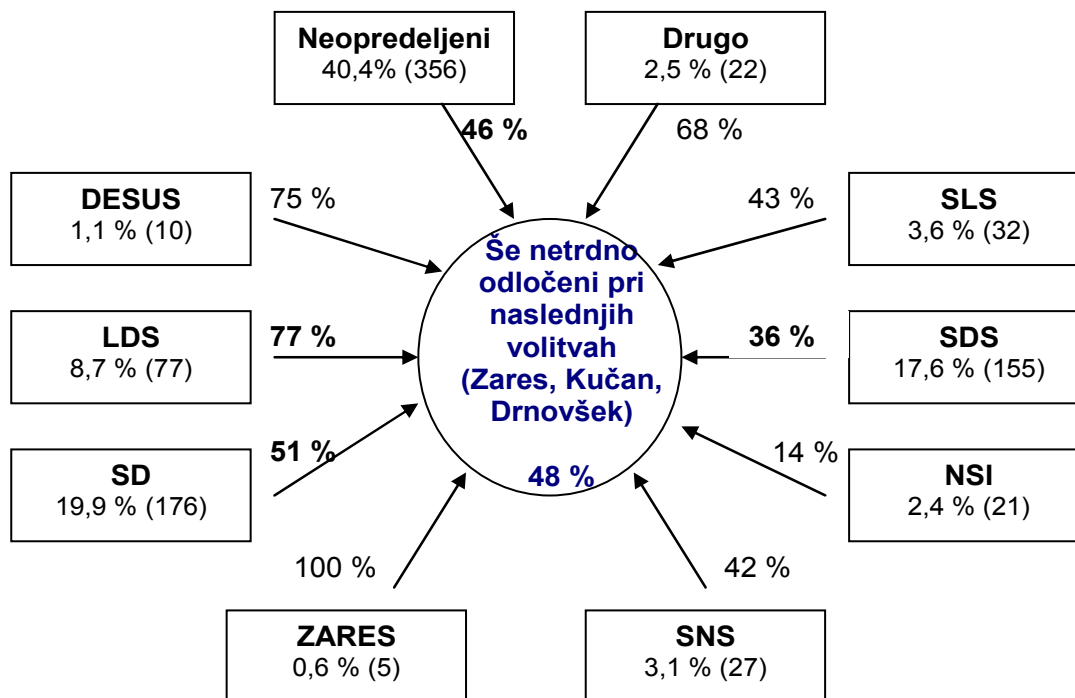 Neopredeljeni
40,4% (356)
Drugo
2,5 % (22)
46 %
68 %
DESUS
1,1 % (10)
75 %
43 %
SLS
3,6 % (32)
Še netrdno
odločeni pri
naslednjih
volitvah
(Zares, Kučan,
Drnovšek)
48 %
LDS
8,7 % (77)
77 %
36 %
SDS
17,6 % (155)
SD
19,9 % (176)
51 %
14 %
NSI
2,4 % (21)
100 %
42 %
ZARES
0,6 % (5)
SNS
3,1 % (27)